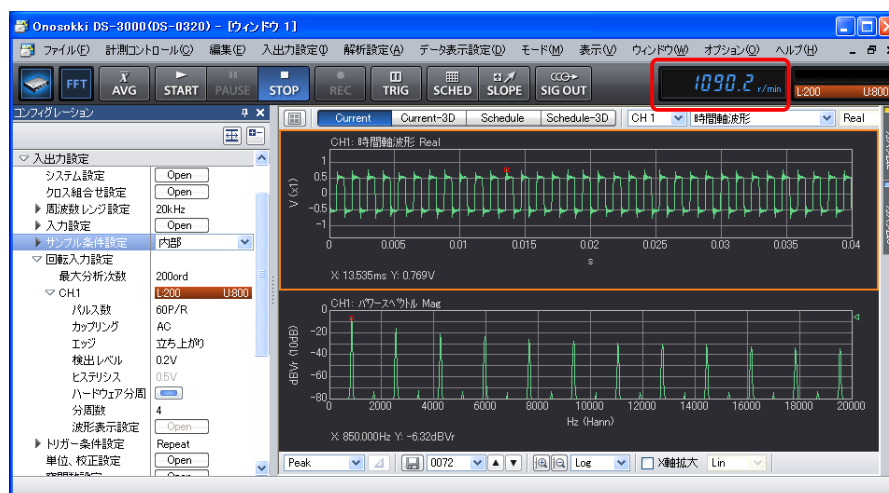 Onosokki DS-3000(DS-0320) - [ウィンドウ 1]
ファイル(F) 計測コントロール(C) 編集(E) 入出力設定(I) 解析設定(A) データ表示設定(D) モード(M) 表示(V) ウィンドウ(W) オプション(O) ヘルプ(H)
FFT X AVG START PAUSE STOP REC TRIG SCHED SLOPE SIG OUT 1090.2 r/min L:200 U:800
コンフィグレーション
Current Current-3D Schedule Schedule-3D CH 1 時間軸波形 Real
入出力設定
システム設定 Open
クロス組合せ設定 Open
周波数レンジ設定 20kHz
入力設定 Open
サンプル条件設定 内部
回転入力設定
最大分析次数 200ord
CH.1 L:200 U:800
パルス数 60P/R
カップリング AC
エッジ 立ち上がり
検出レベル 0.2V
ヒステリシス 0.5V
ハードウェア分周
分周数 4
波形表示設定 Open
トリガー条件設定 Repeat
単位、校正設定 Open
Open
CH1: 時間軸波形 Real
V (x1)
1
0.5
0
-0.5
-1
0 0.005 0.01 0.015 0.02 0.025 0.03 0.035 0.04
s
X: 13.535ms Y: 0.769V
CH1: パワースペクトル Mag
dBVr (10dB)
0
-20
-40
-60
-80
0 2000 4000 6000 8000 10000 12000 14000 16000 18000 20000
Hz (Hann)
X: 850.000Hz Y: -6.32dBVr
Peak 0072 Log X軸拡大 Lin